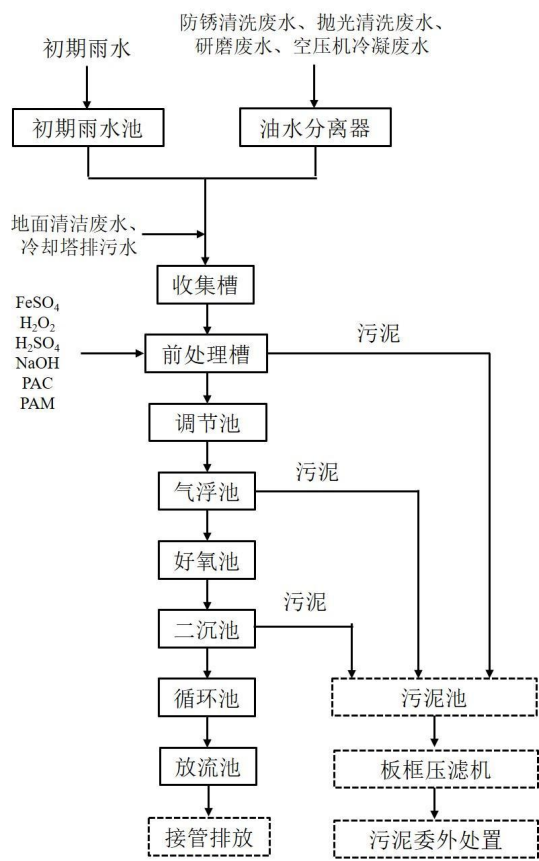 初期雨水
防锈清洗废水、抛光清洗废水、
研磨废水、空压机冷凝废水
初期雨水池
油水分离器
地面清洁废水、
冷却塔排污水
收集槽
FeSO₄
H₂O₂
H₂SO₄
NaOH
PAC
PAM
前处理槽
污泥
调节池
气浮池
污泥
好氧池
二沉池
污泥
循环池
污泥池
放流池
板框压滤机
接管排放
污泥委外处置